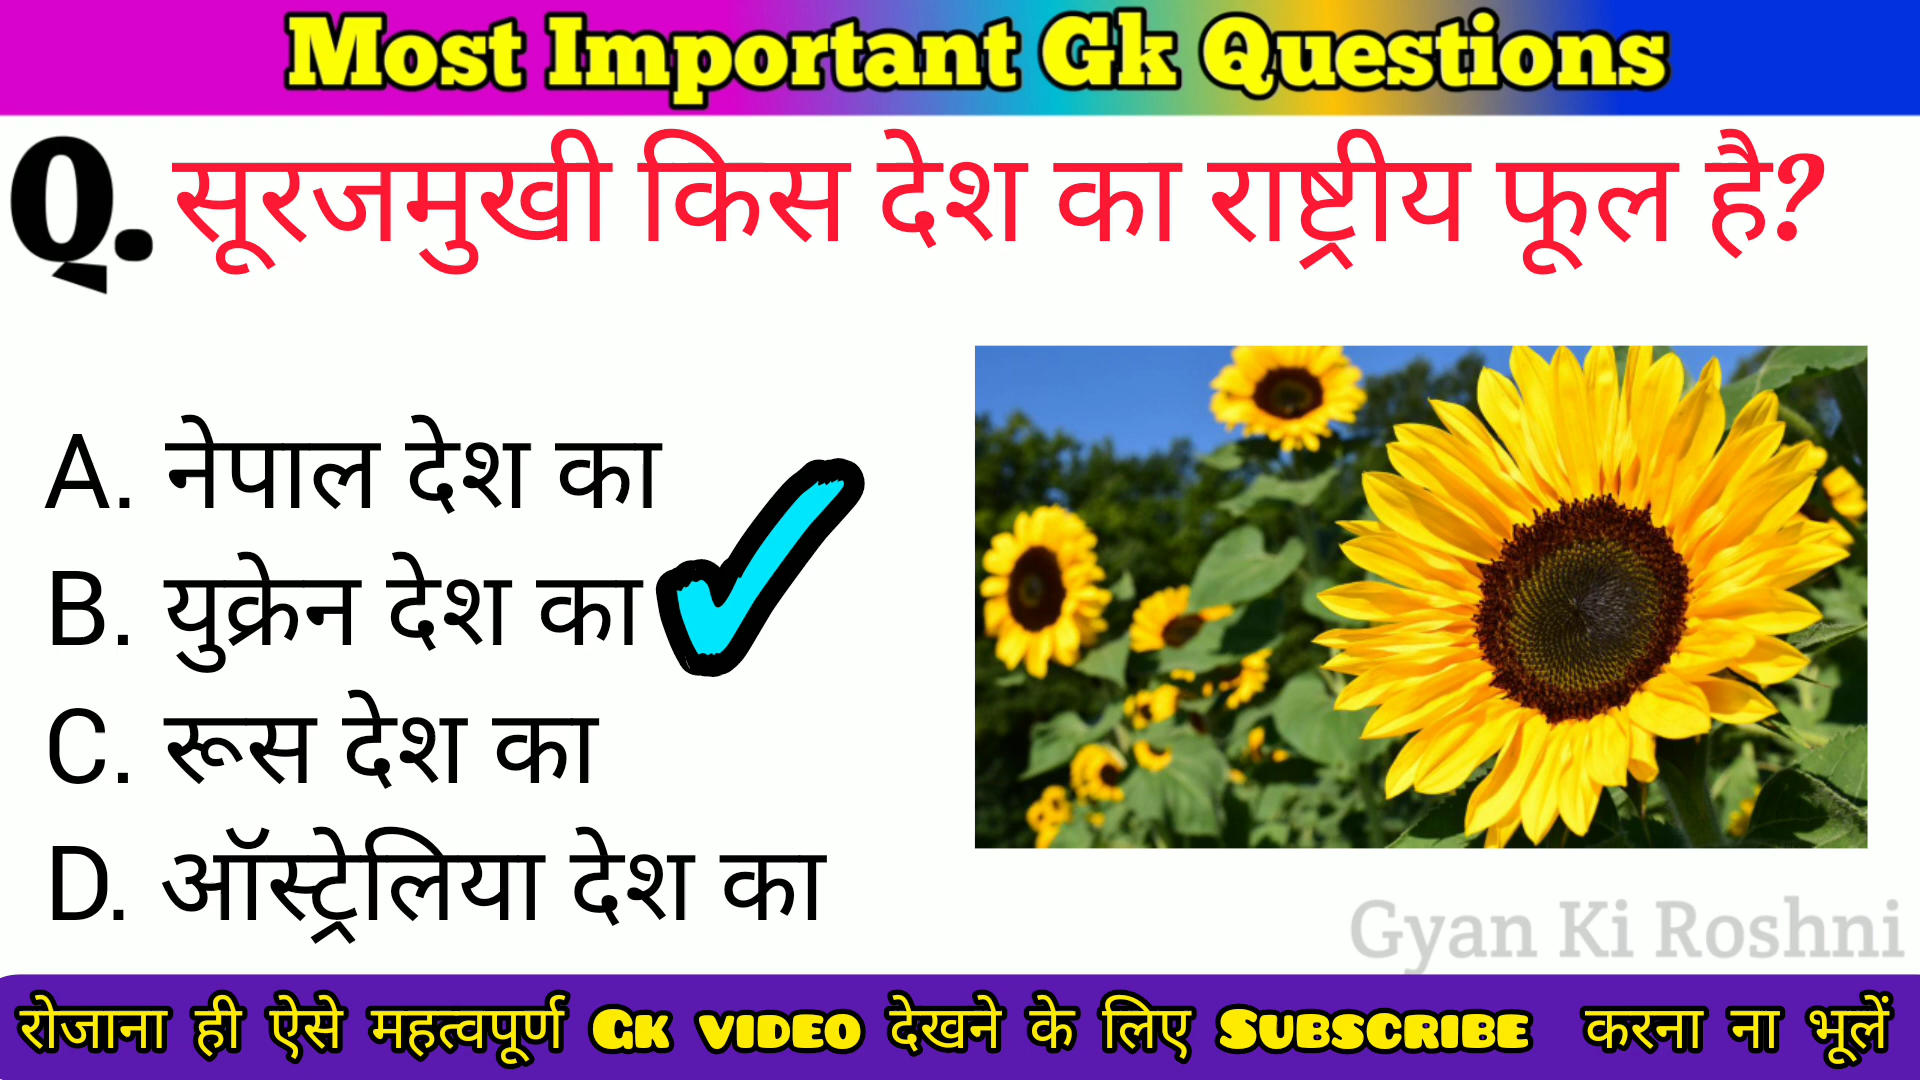 Most Important Gk Questions
Q. सूरजमुखी किस देश का राष्ट्रीय फूल है?
A. नेपाल देश का
B. युक्रेन देश का
C. रूस देश का
D. ऑस्ट्रेलिया देश का
Gyan Ki Roshni
रोजाना ही ऐसे महत्वपूर्ण GK VIDEO देखने के लिए SUBSCRIBE करना ना भूलें